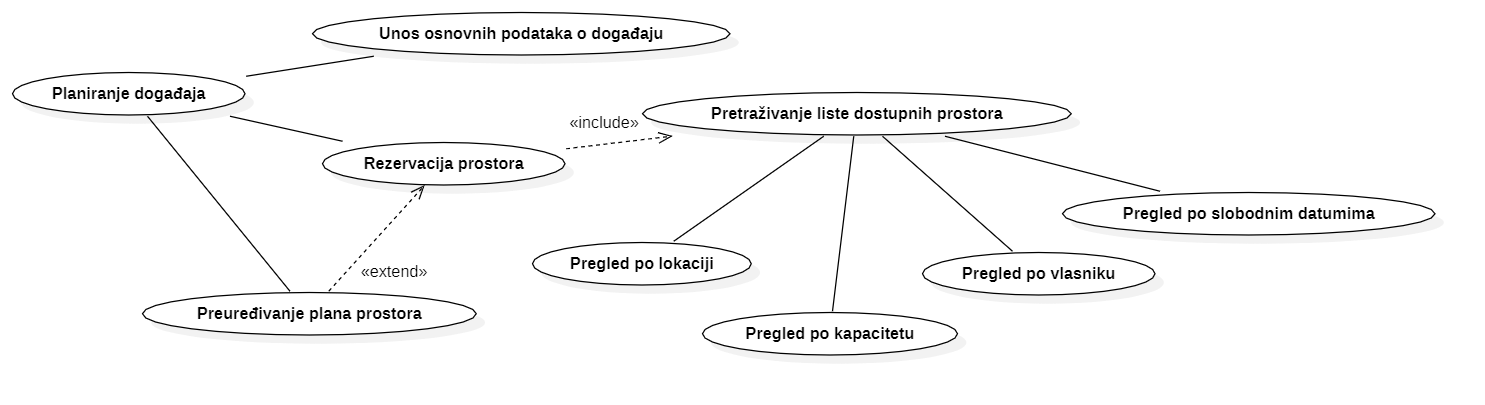 Unos osnovnih podataka o događaju
Planiranje događaja
Pretraživanje liste dostupnih prostora
«include»
Rezervacija prostora
Pregled po slobodnim datumima
Pregled po lokaciji
Pregled po vlasniku
«extend»
Preuređivanje plana prostora
Pregled po kapacitetu